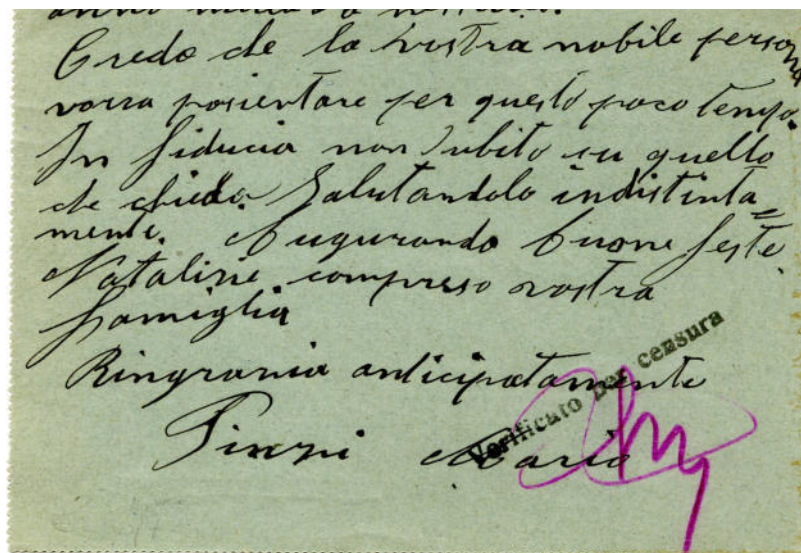 Credo che la vostra nobile persona
vorra pasientare per questo poco tempo.
In fiducia non dubito su quello
che chiedo. Salutandolo indistinta=
mente. Augurando buone feste
Natalizie compreso vostra
famiglia
Ringrazia anticipatamente
Pinzi Mario
Verificato per censura